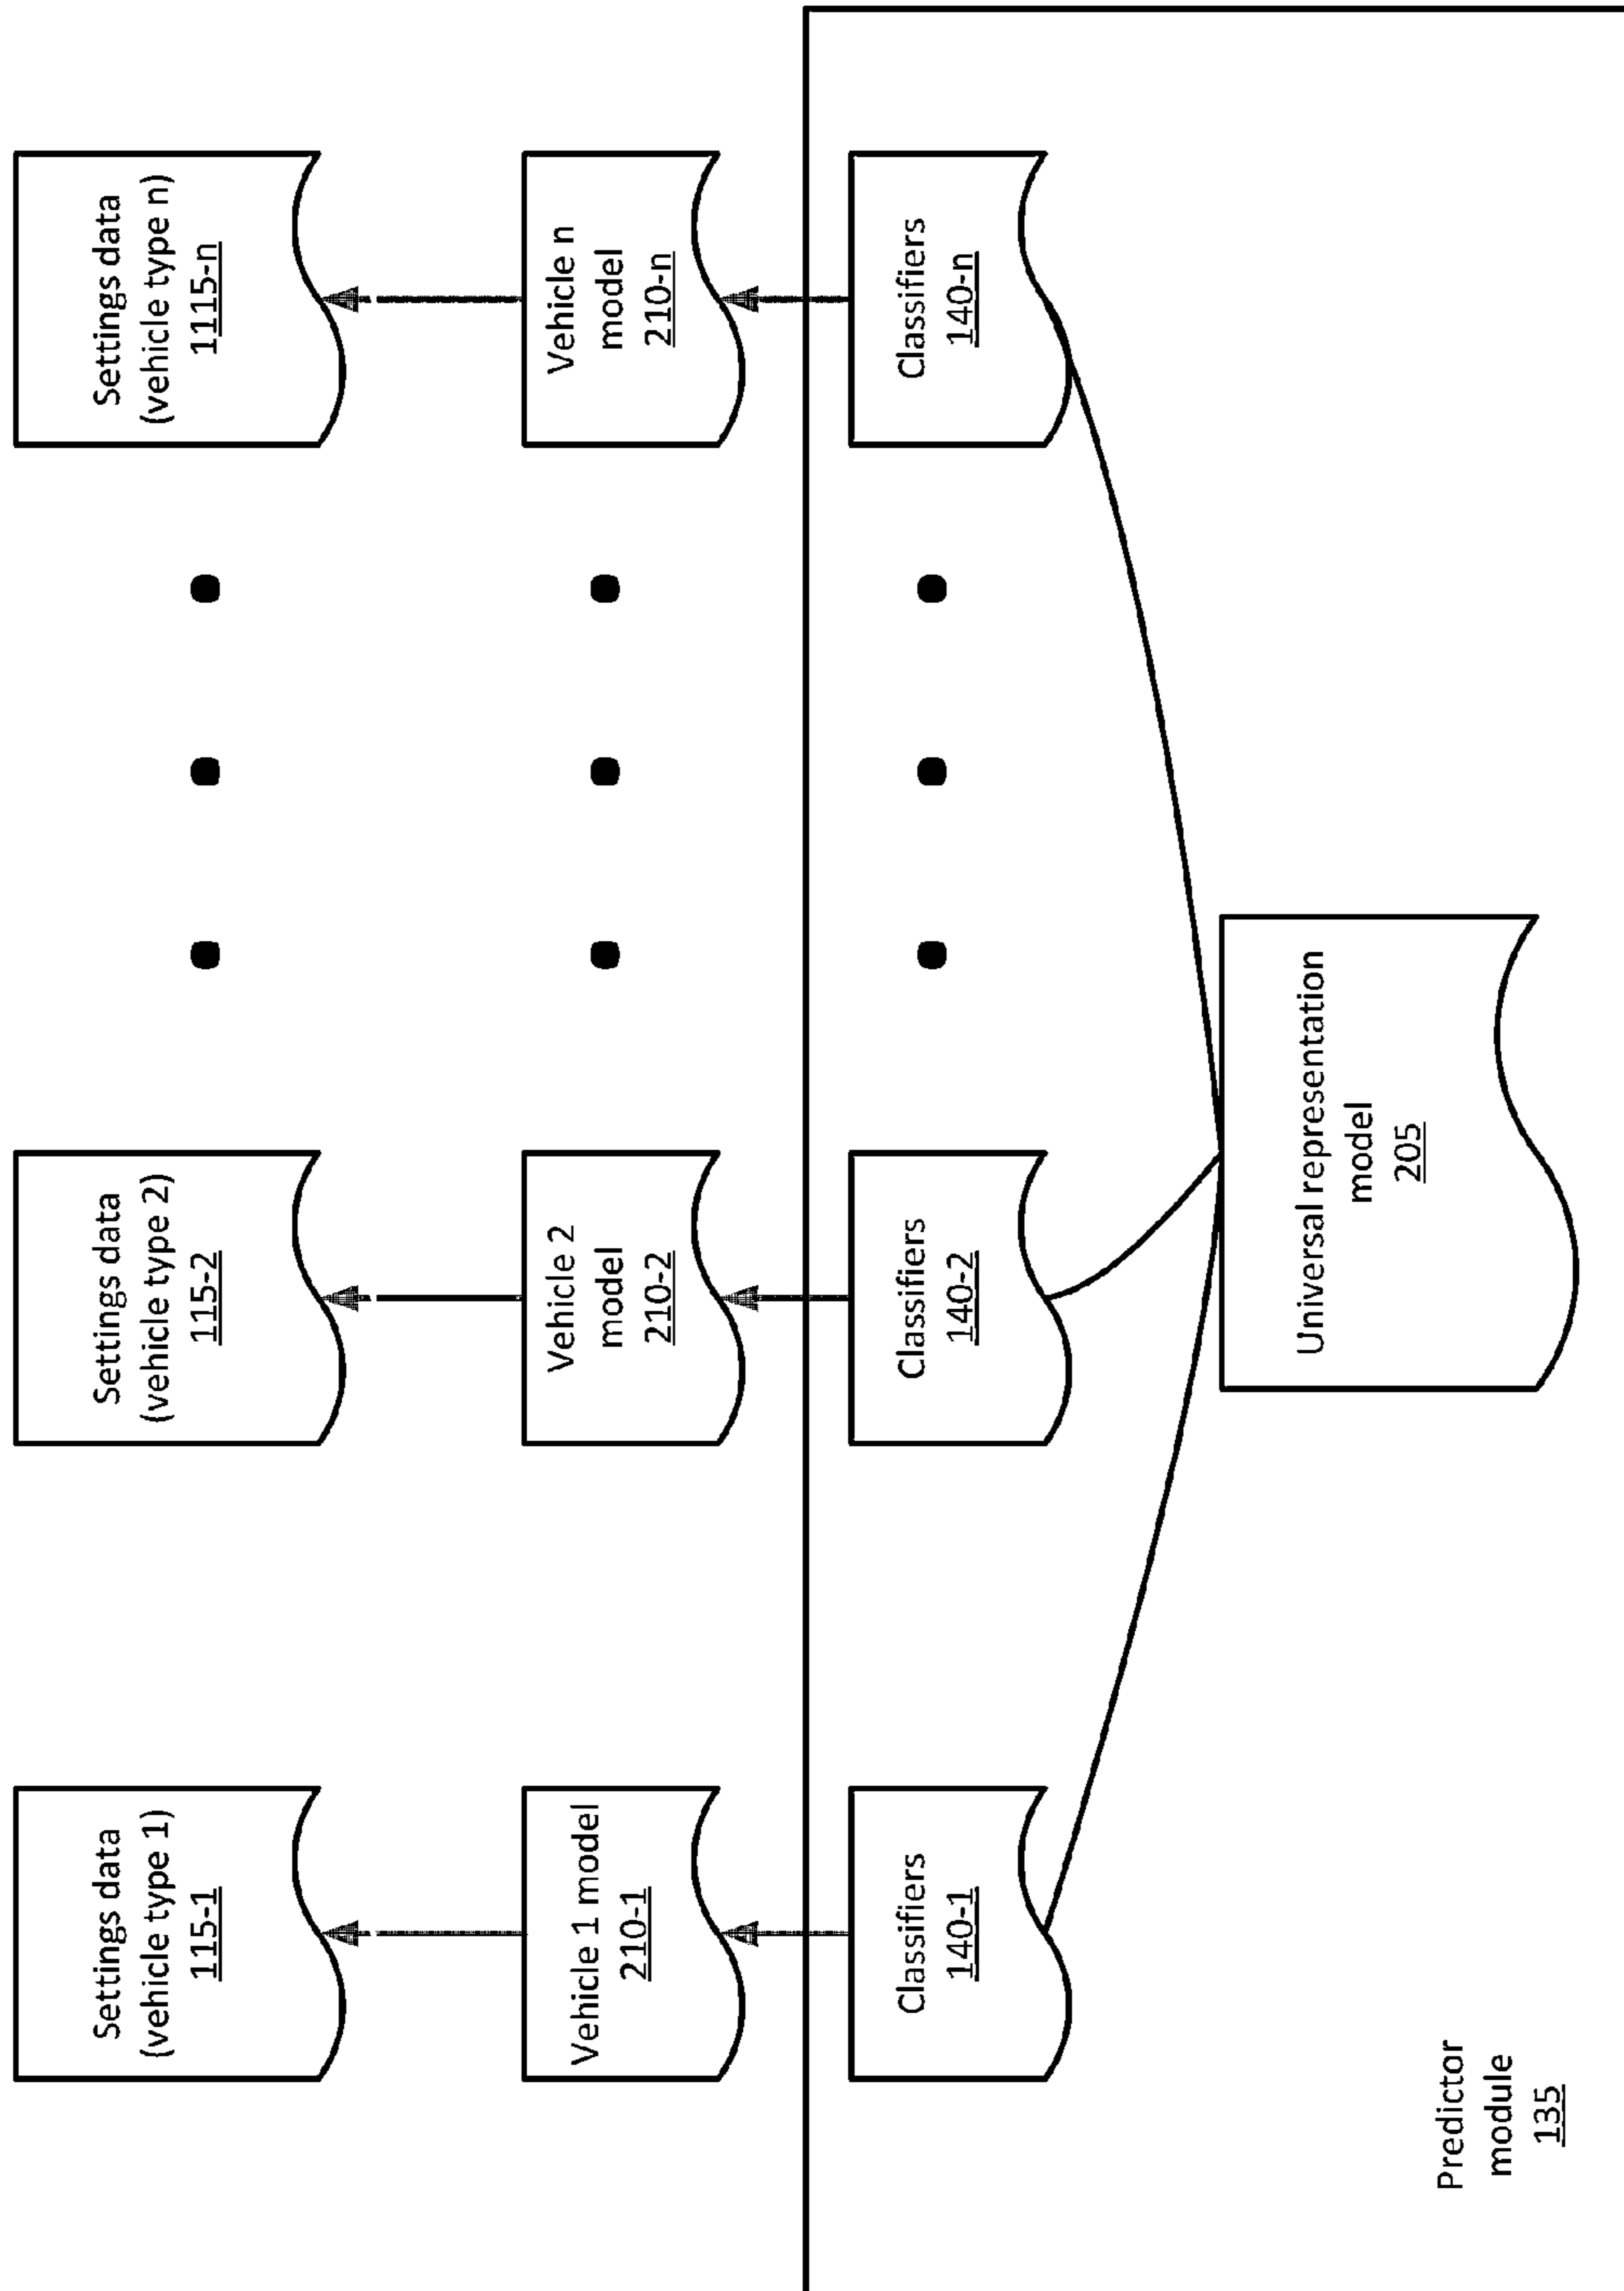 Settings data
(vehicle type 1)
115-1
Settings data
(vehicle type 2)
115-2
Settings data
(vehicle type n)
1115-n
Vehicle 1 model
210-1
Vehicle 2
model
210-2
Vehicle n
model
210-n
Classifiers
140-1
Classifiers
140-2
Classifiers
140-n
Universal representation
model
205
Predictor
module
135